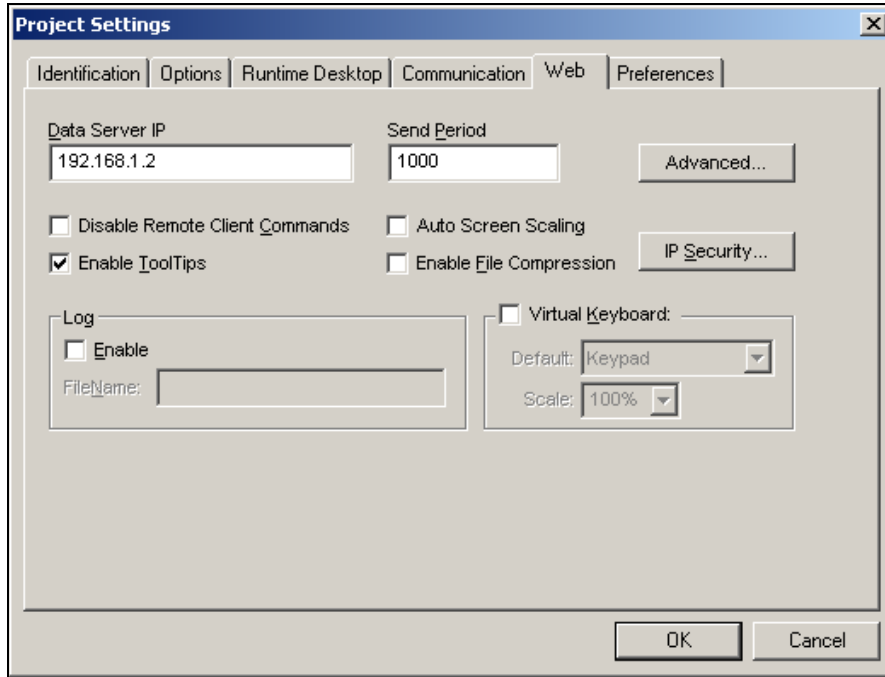 Project Settings
Identification Options Runtime Desktop Communication Web Preferences
Data Server IP Send Period
192.168.1.2 1000 Advanced...
Disable Remote Client Commands Auto Screen Scaling
Enable ToolTips Enable File Compression IP Security...
Log Virtual Keyboard:
Enable
Default: Keypad
FileName:
Scale: 100%
OK Cancel